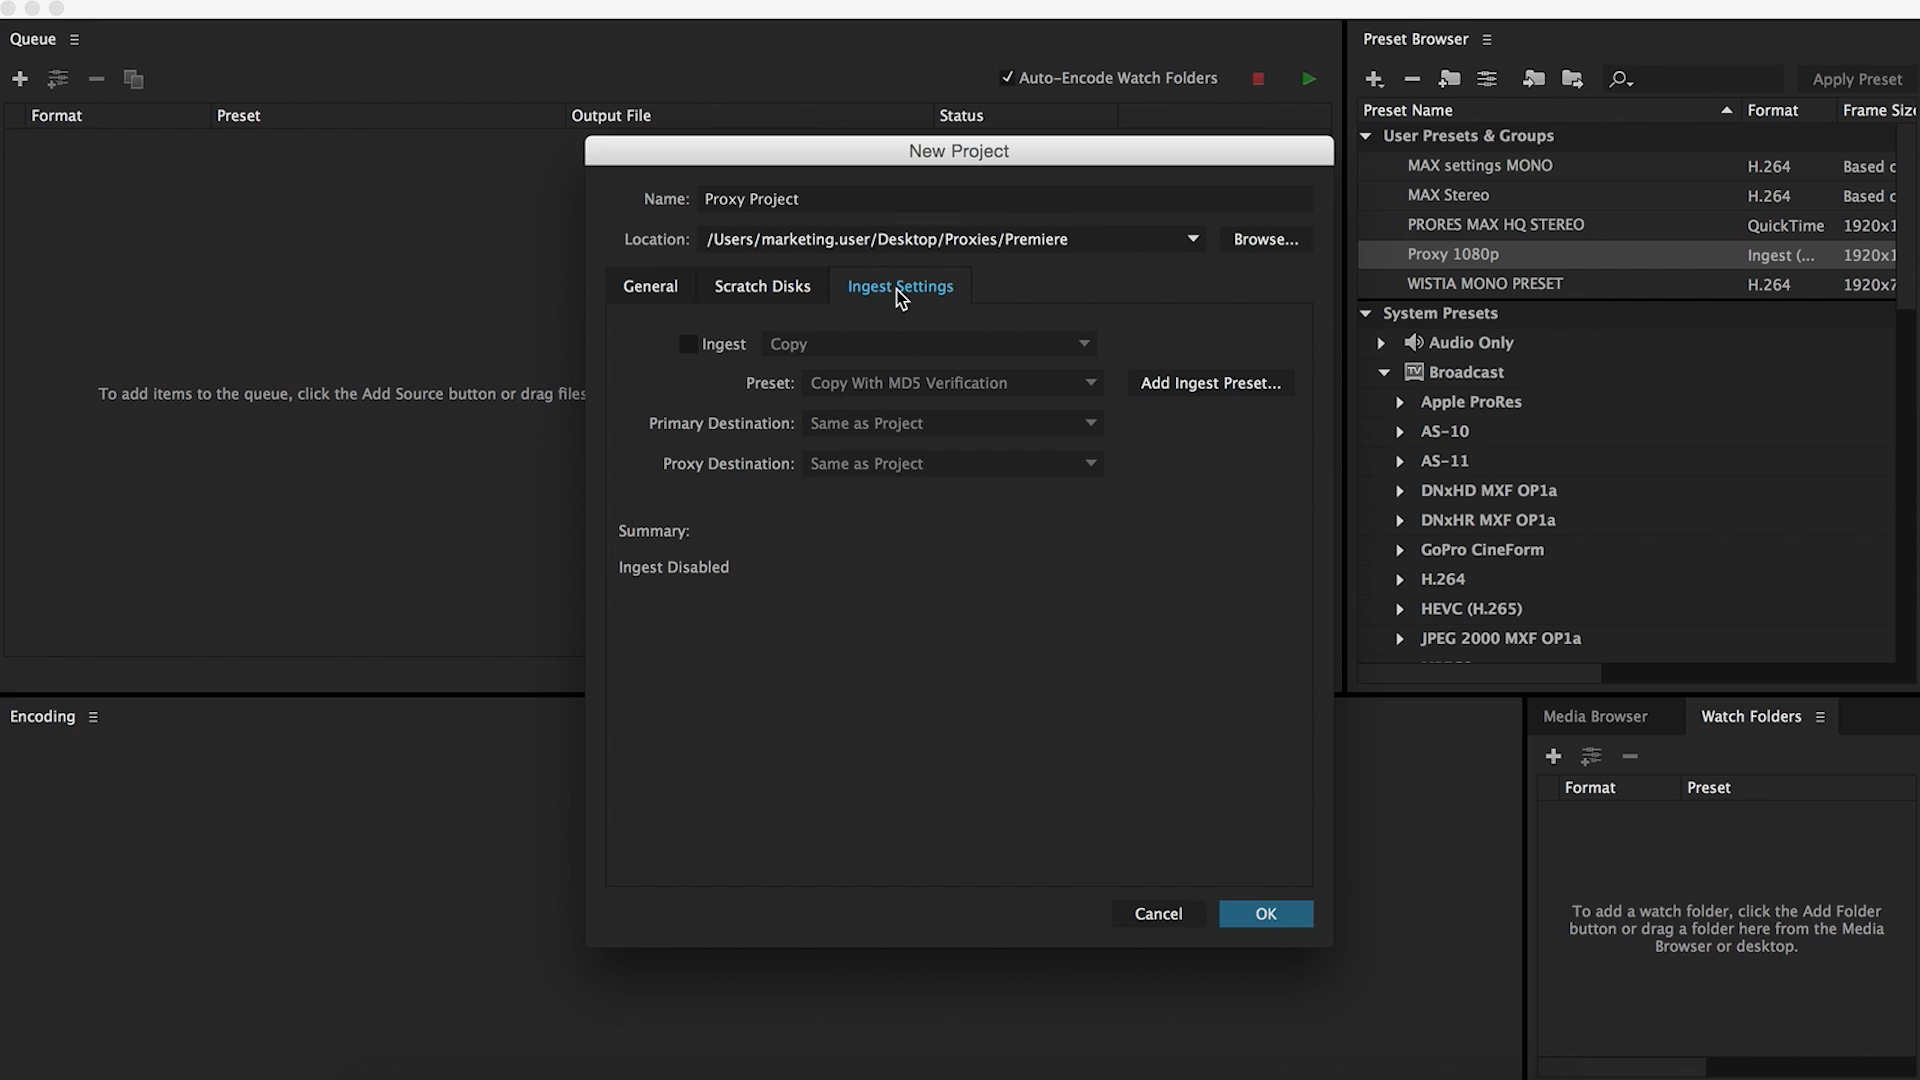 Queue
Auto-Encode Watch Folders
Format Preset Output File Status
To add items to the queue, click the Add Source button or drag files
New Project
Name: Proxy Project
Location: /Users/marketing.user/Desktop/Proxies/Premiere Browse...
General Scratch Disks Ingest Settings
Ingest Copy
Preset: Copy With MD5 Verification Add Ingest Preset...
Primary Destination: Same as Project
Proxy Destination: Same as Project
Summary:
Ingest Disabled
Cancel OK
Preset Browser
Apply Preset
Preset Name Format Frame Size
User Presets & Groups
MAX settings MONO H.264 Based
MAX Stereo H.264 Based
PRORES MAX HQ STEREO QuickTime 1920x1
Proxy 1080p Ingest (... 1920x1
WISTIA MONO PRESET H.264 1920x7
System Presets
Audio Only
Broadcast
Apple ProRes
AS-10
AS-11
DNxHD MXF OP1a
DNxHR MXF OP1a
GoPro CineForm
H.264
HEVC (H.265)
JPEG 2000 MXF OP1a
Encoding
Media Browser Watch Folders
Format Preset
To add a watch folder, click the Add Folder
button or drag a folder here from the Media
Browser or desktop.